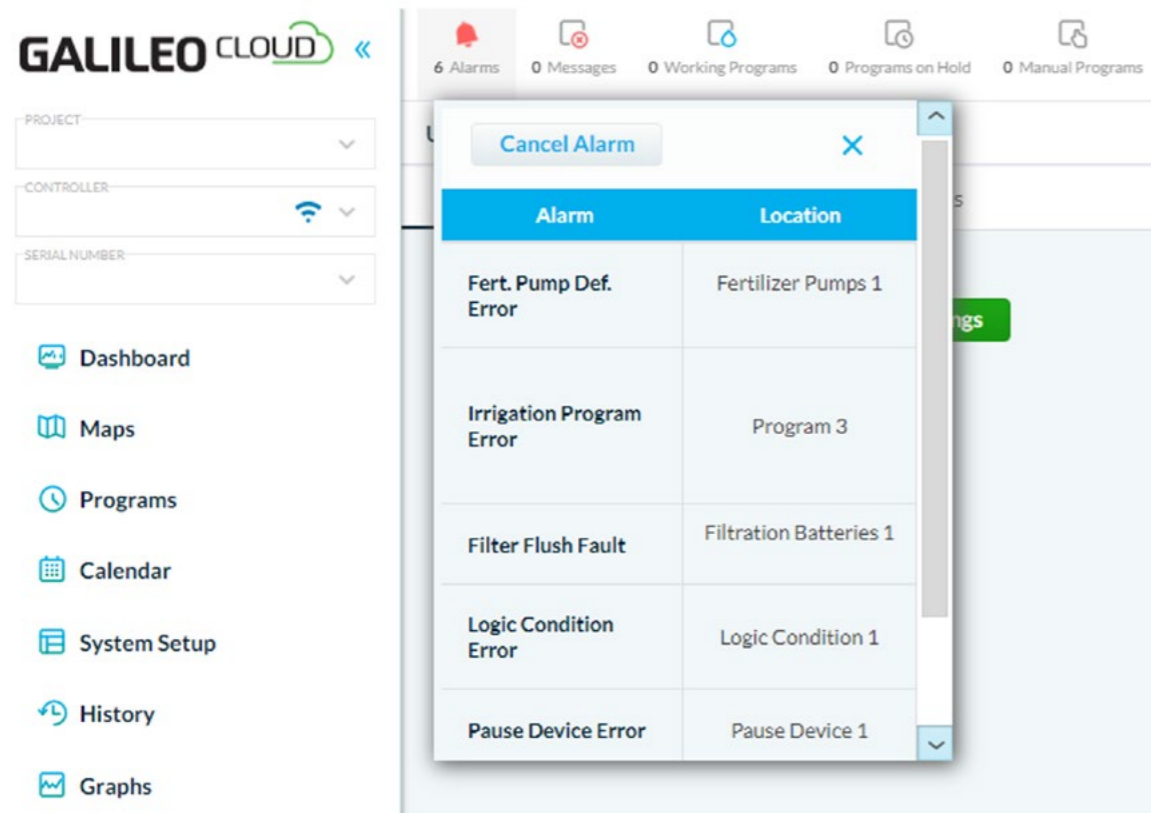 GALILEO CLOUD «
PROJECT
CONTROLLER
SERIAL NUMBER
Dashboard
Maps
Programs
Calendar
System Setup
History
Graphs
6 Alarms
0 Messages
0 Working Programs
0 Programs on Hold
0 Manual Programs
Cancel Alarm
Alarm Location
Fert. Pump Def.
Error
Fertilizer Pumps 1
Irrigation Program
Error
Program 3
Filter Flush Fault
Filtration Batteries 1
Logic Condition
Error
Logic Condition 1
Pause Device Error
Pause Device 1
ngs